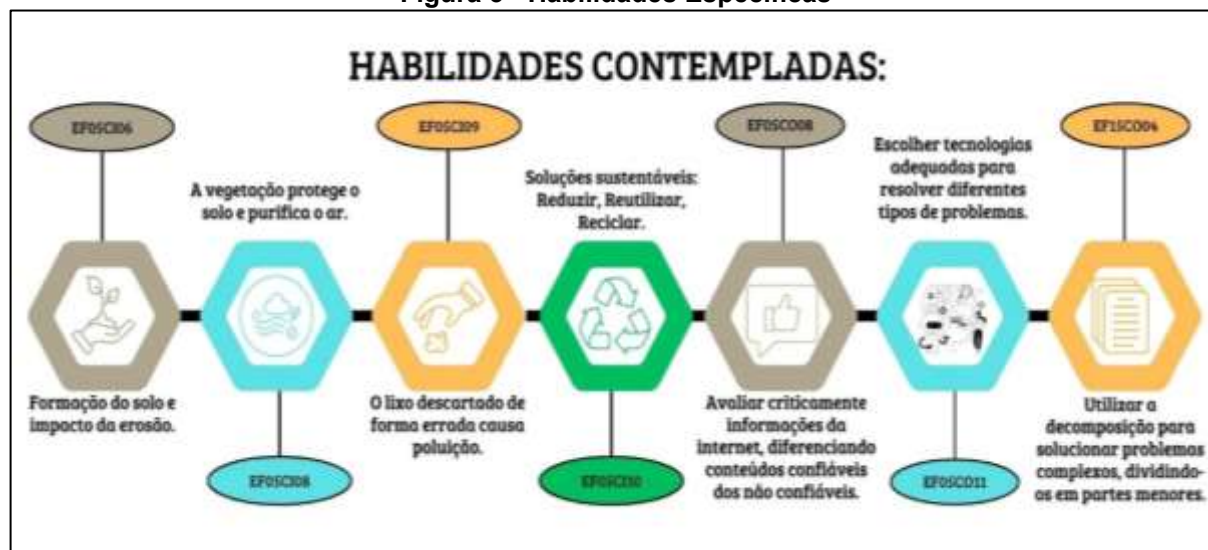 Figura 3 - Habilidades Específicas
HABILIDADES CONTEMPLADAS:
EF05CI06
Formação do solo e
impacto da erosão.
A vegetação protege o
solo e purifica o ar.
EF05CI08
EF05CI09
O lixo descartado de
forma errada causa
poluição.
Soluções sustentáveis:
Reduzir, Reutilizar,
Reciclar.
EF05CI10
EF05CO08
Avaliar criticamente
informações da
internet, diferenciando
conteúdos confiáveis
dos não confiáveis.
Escolher tecnologias
adequadas para
resolver diferentes
tipos de problemas.
EF05CO11
EF15CO04
Utilizar a
decomposição para
solucionar problemas
complexos, dividindo-
os em partes menores.